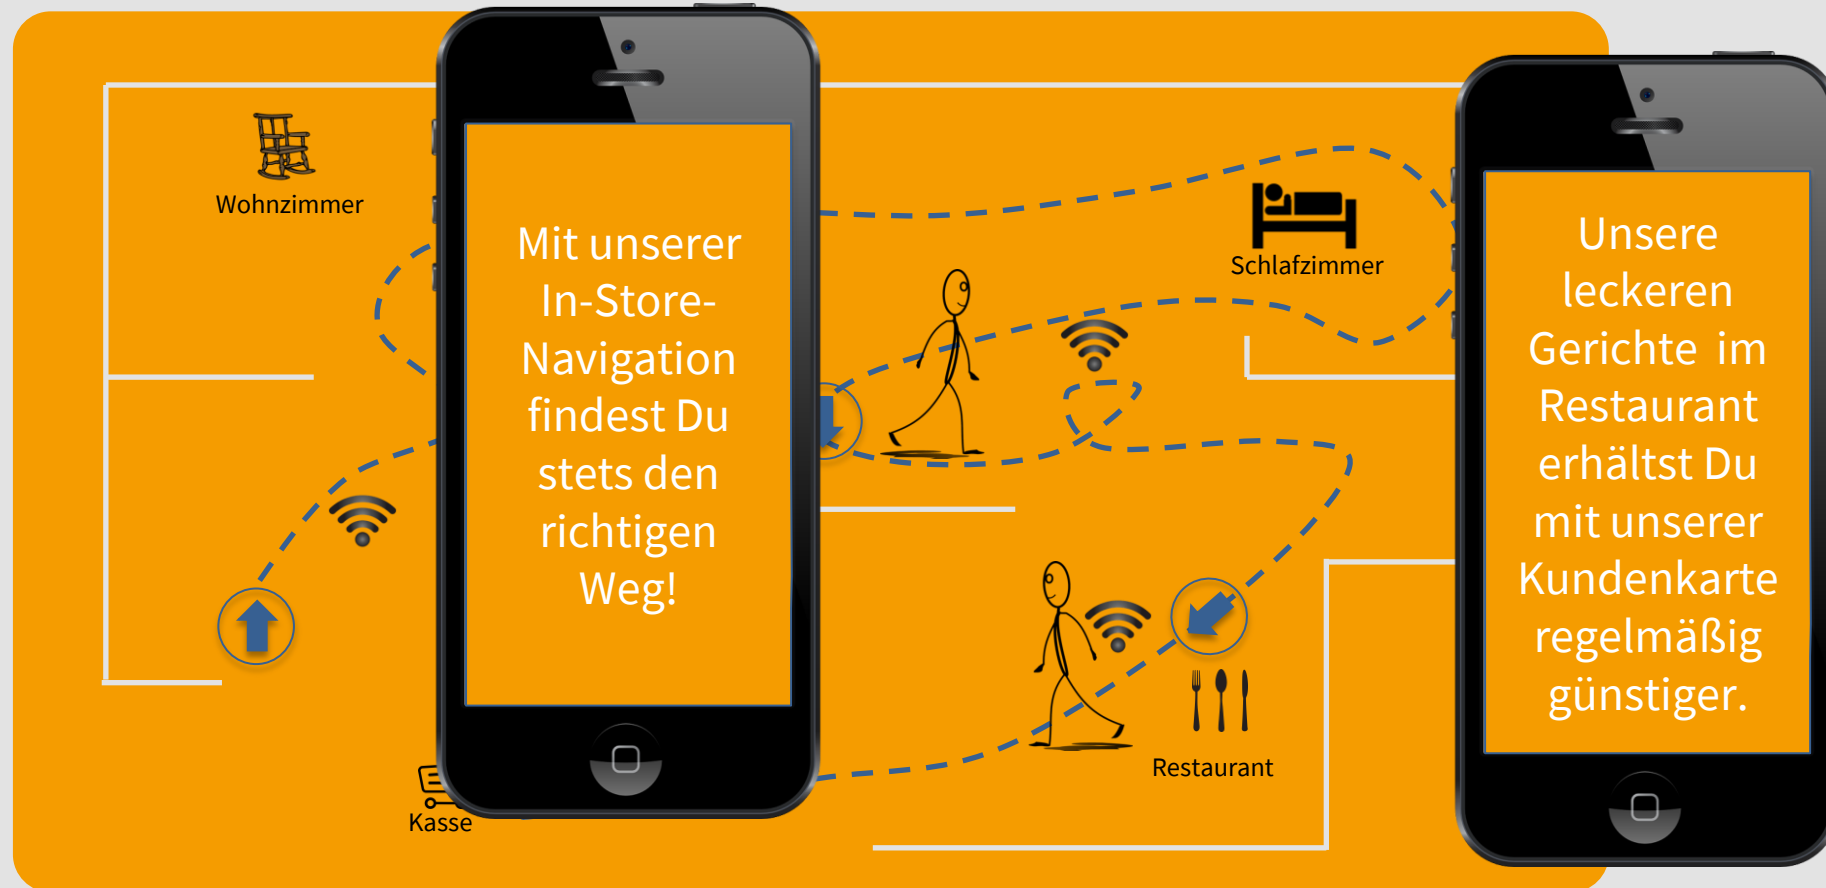 Wohnzimmer
Mit unserer
In-Store-
Navigation
findest Du
stets den
richtigen
Weg!
Schlafzimmer
Unsere
leckeren
Gerichte im
Restaurant
erhältst Du
mit unserer
Kundenkarte
regelmäßig
günstiger.
Restaurant
Kasse